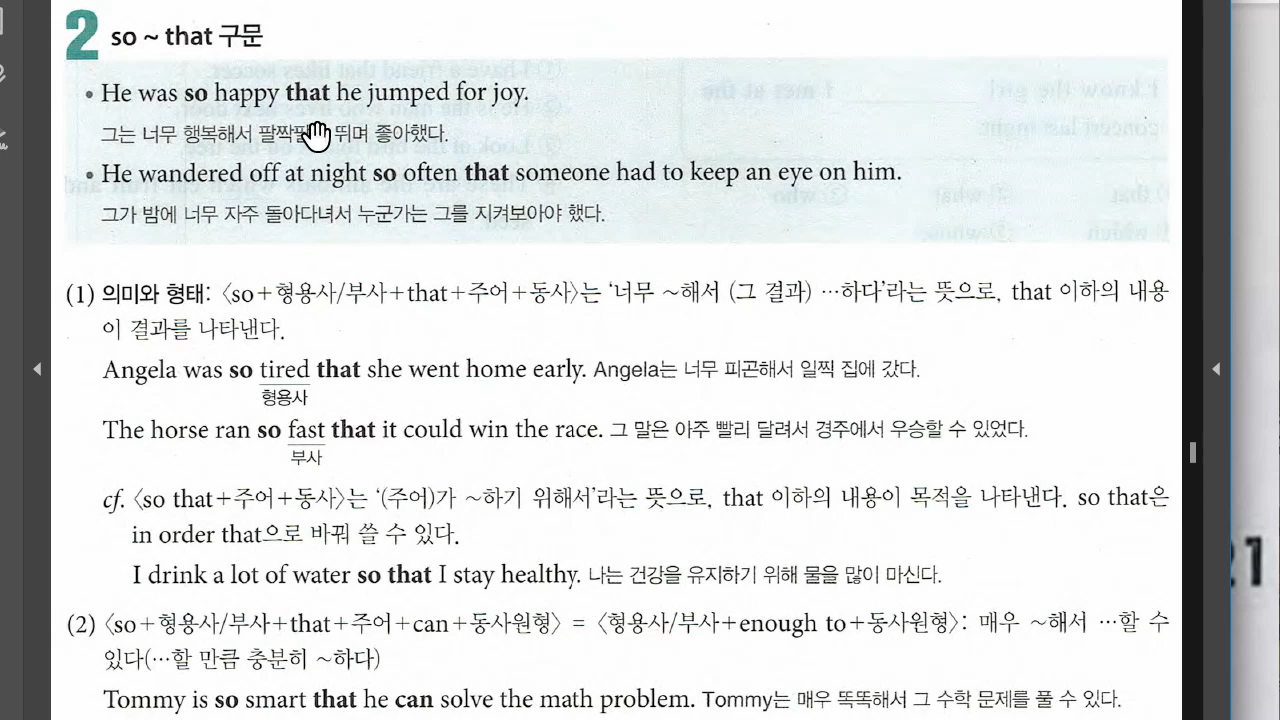 2 so ~ that 구문
• He was so happy that he jumped for joy.
그는 너무 행복해서 팔짝팔 뛰며 좋아했다.
• He wandered off at night so often that someone had to keep an eye on him.
그가 밤에 너무 자주 돌아다녀서 누군가는 그를 지켜보아야 했다.
(1) 의미와 형태: 〈so+형용사/부사+that+주어+동사〉는 '너무 ~해서 (그 결과) …하다'라는 뜻으로, that 이하의 내용
이 결과를 나타낸다.
Angela was so tired that she went home early. Angela는 너무 피곤해서 일찍 집에 갔다.
형용사
The horse ran so fast that it could win the race. 그 말은 아주 빨리 달려서 경주에서 우승할 수 있었다.
부사
cf. 〈so that+주어+동사〉는 '(주어)가 ~하기 위해서'라는 뜻으로, that 이하의 내용이 목적을 나타낸다. so that은
in order that으로 바꿔 쓸 수 있다.
I drink a lot of water so that I stay healthy. 나는 건강을 유지하기 위해 물을 많이 마신다.
(2) 〈so+형용사/부사+that+주어+can+동사원형〉 = 〈형용사/부사+enough to+동사원형〉: 매우 ~해서 …할 수
있다(…할 만큼 충분히 ~하다)
Tommy is so smart that he can solve the math problem. Tommy는 매우 똑똑해서 그 수학 문제를 풀 수 있다.